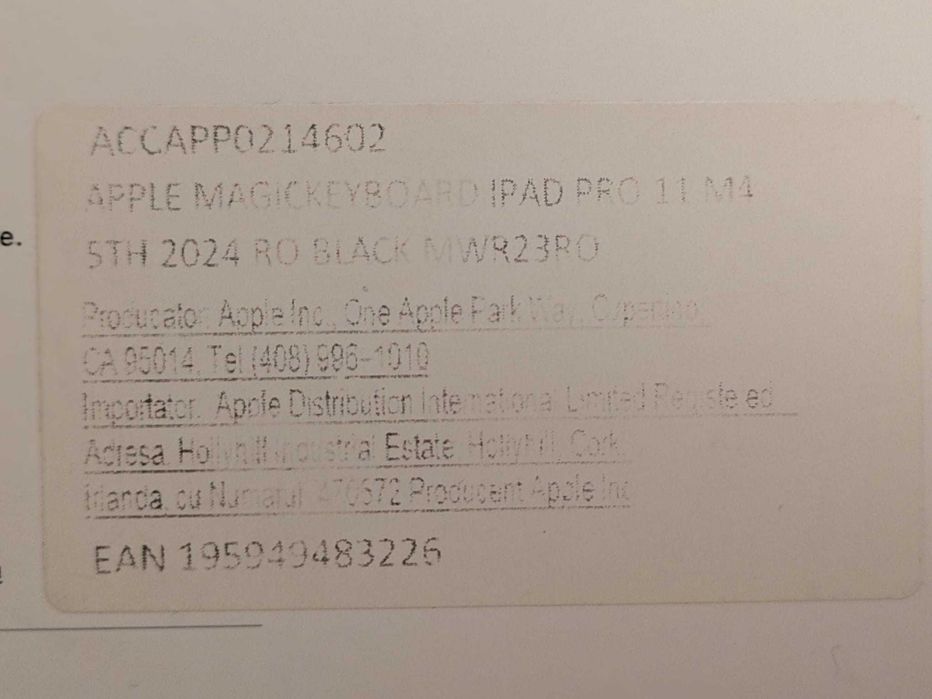 e.
ACCAPP0214602
APPLE MAGICKEYBOARD IPAD PRO 11 M4
5TH 2024 RO BLACK MWR23RO
Producator: Apple Inc., One Apple Park Way, Cupertino,
CA 95014, Tel (408) 996-1010
Importator: Apple Distribution International Limited Registered
Adresa: Hollyhill Industrial Estate, Hollyhill, Cork,
Irlanda, cu Numarul: Producent Apple Inc
EAN 195949483226